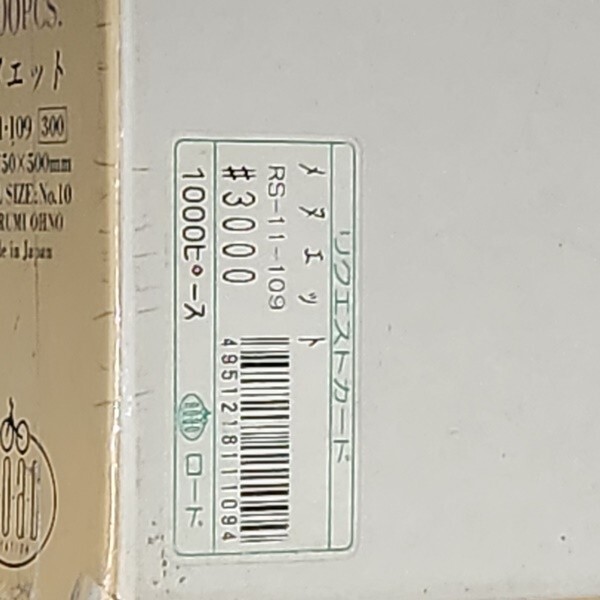 00PCS.
エット
-109 300
50×500mm
SIZE:No.10
RUMI OHNO
in Japan
リクエストカード
メヌエット
RS-11-109
#3000
4951218111094
1000ピース
ロード